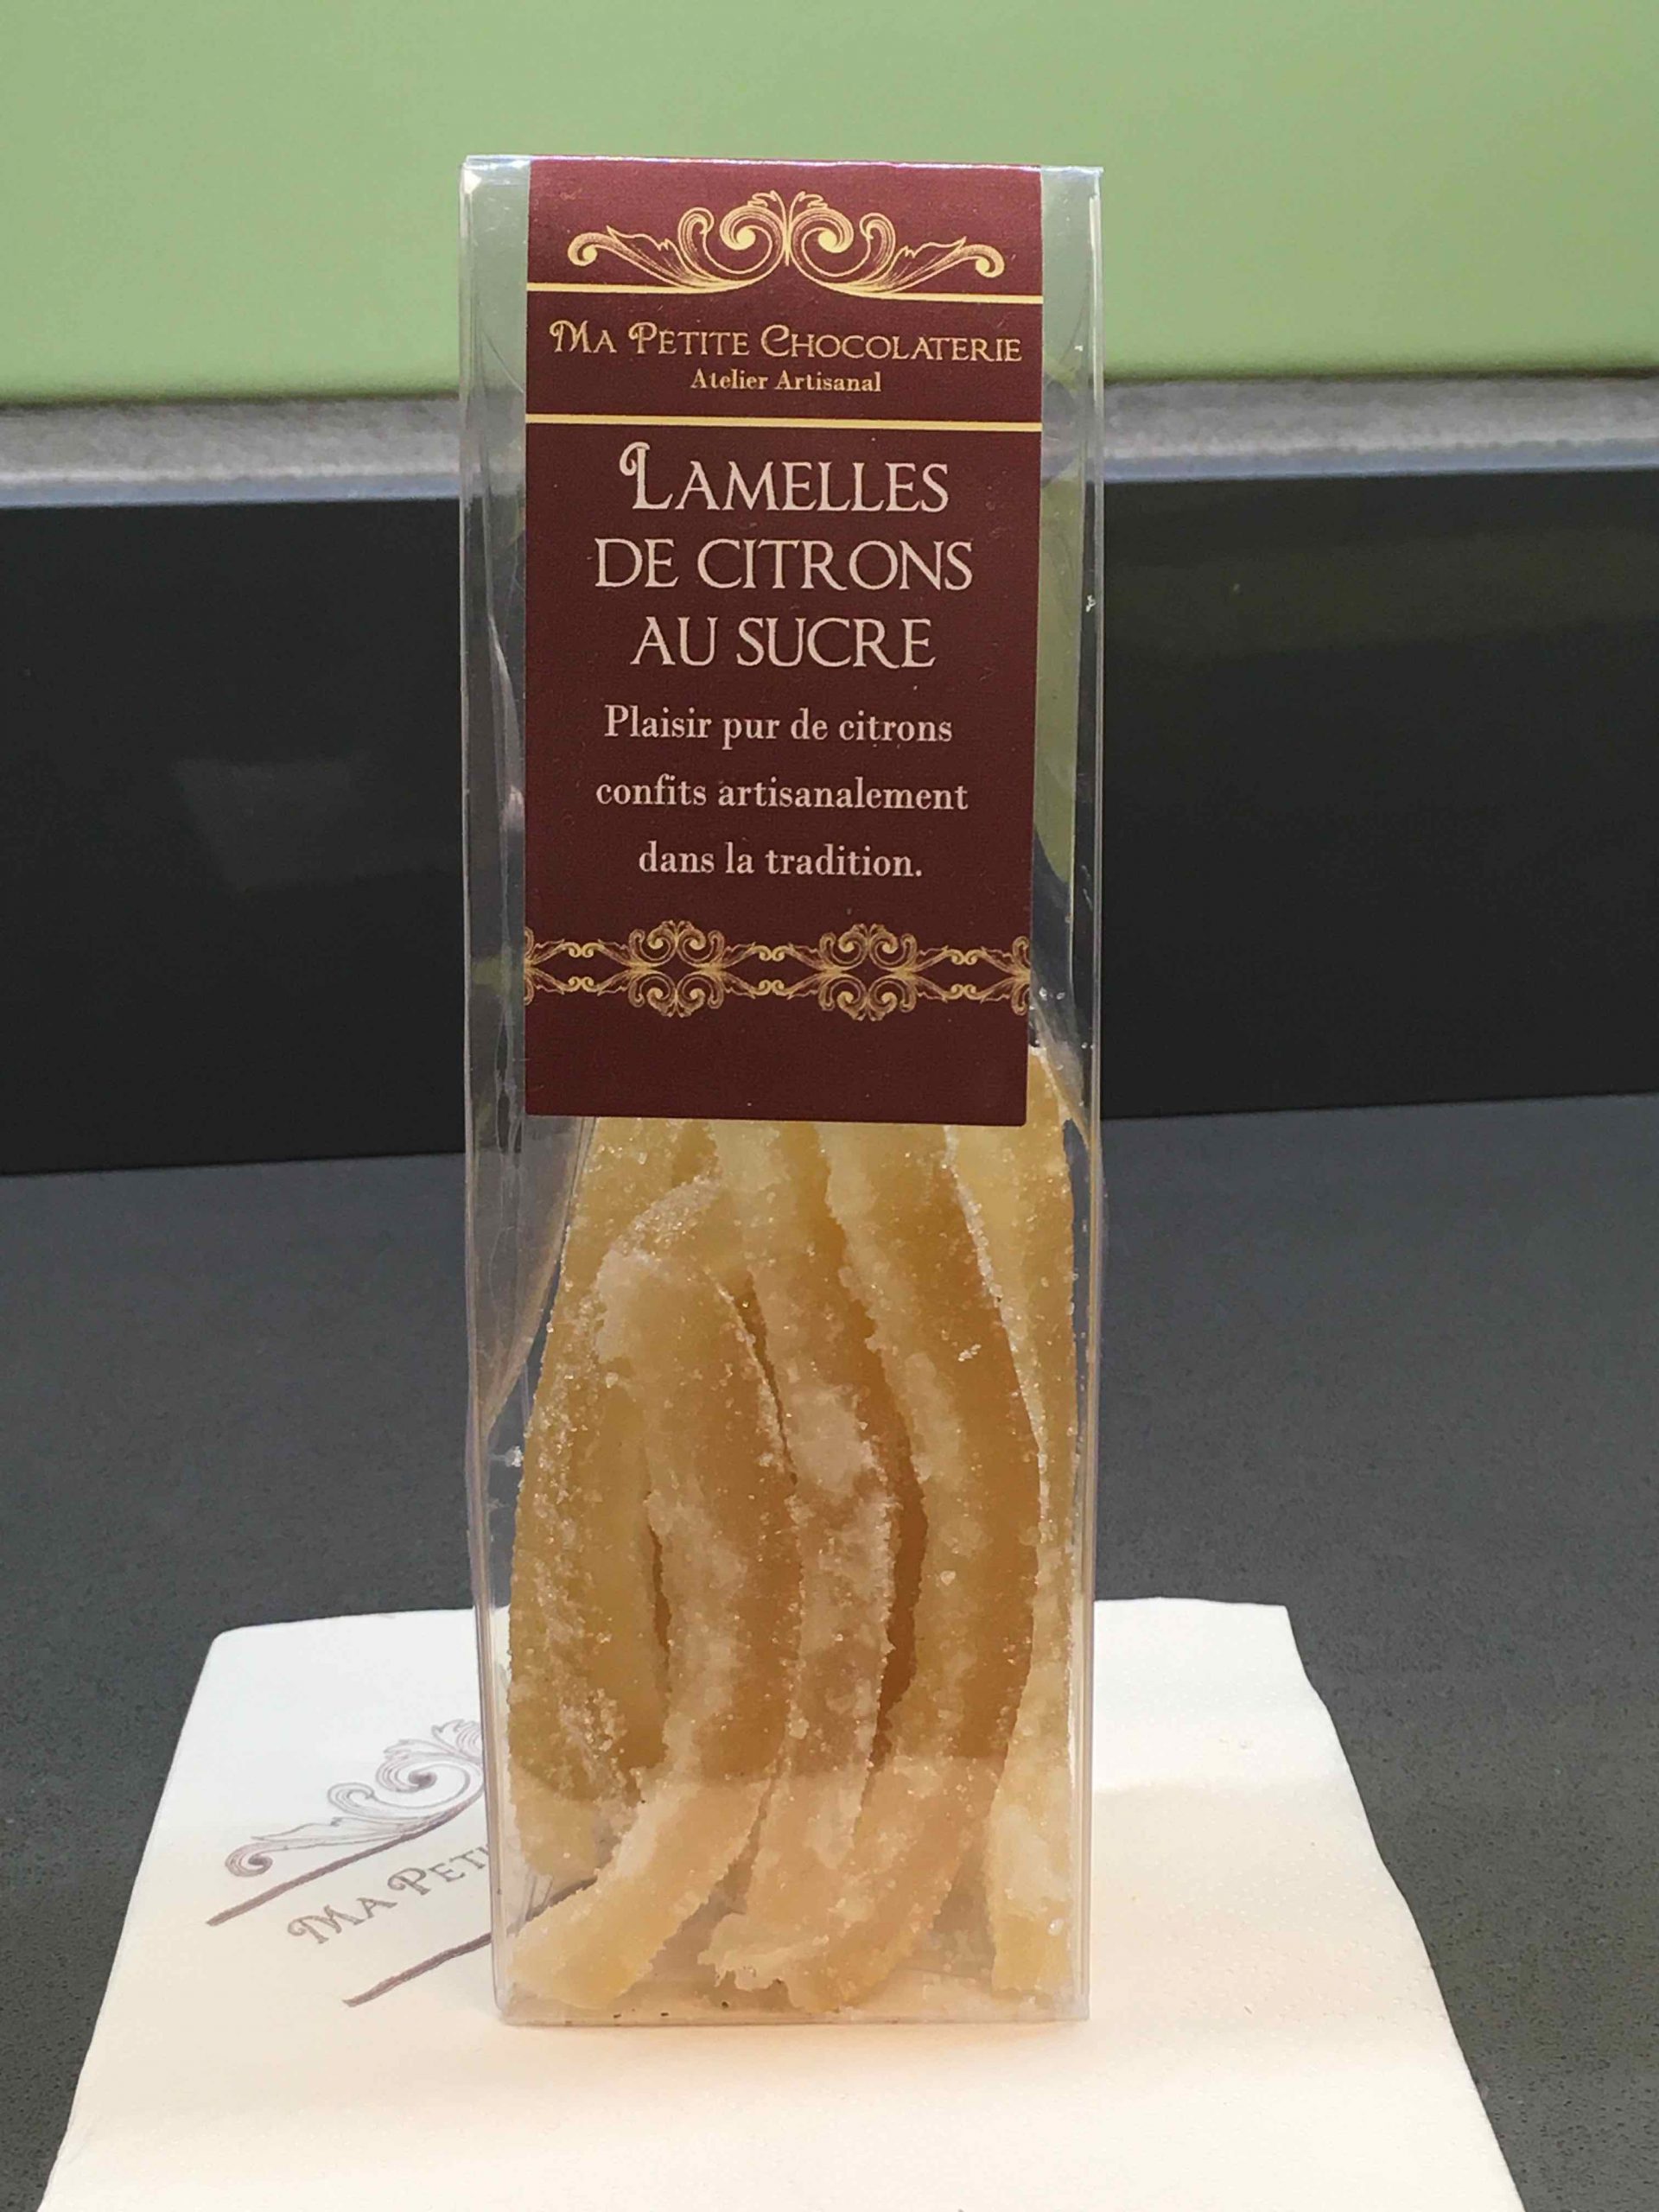 Ma Petite Chocolaterie
Atelier Artisanal
LAMELLES
DE CITRONS
AU SUCRE
Plaisir pur de citrons
confits artisanalement
dans la tradition.
MA PETI